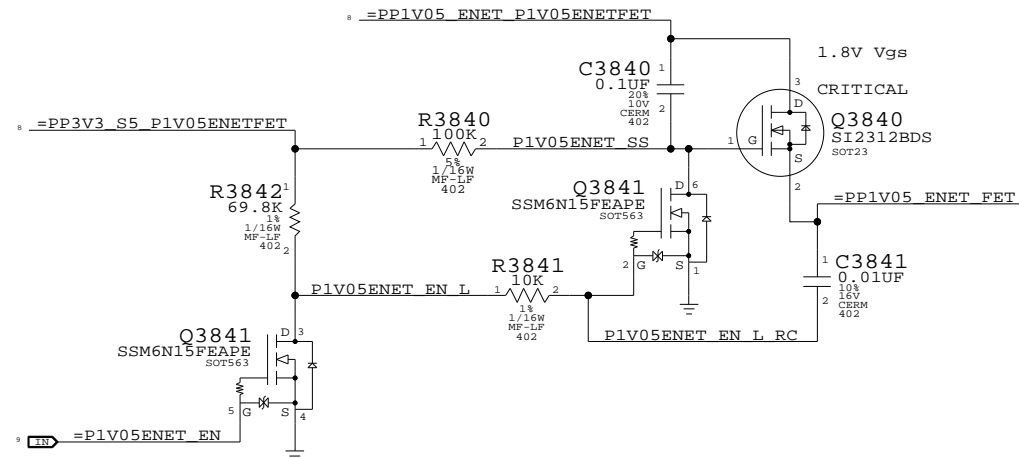 8 =PP1V05_ENET_P1V05ENETFET
1.8V Vgs
C3840
0.1UF
20%
10V
CERM
402
1
2
3
CRITICAL
D
Q3840
SI2312BDS
SOT23
1
G
S
2
8 =PP3V3_S5_P1V05ENETFET
R3840
1 100K 2
5%
1/16W
MF-LF
402
P1V05ENET_SS
Q3841
SSM6N15FEAPE
SOT563
D 6
2 G S 1
=PP1V05_ENET_FET
R3842
69.8K
1%
1/16W
MF-LF
402
1
2
C3841
0.01UF
10%
16V
CERM
402
1
2
P1V05ENET_EN_L
R3841
1 10K 2
1%
1/16W
MF-LF
402
P1V05ENET_EN_L_RC
Q3841
SSM6N15FEAPE
SOT563
D 3
5 G S 4
9 IN =P1V05ENET_EN